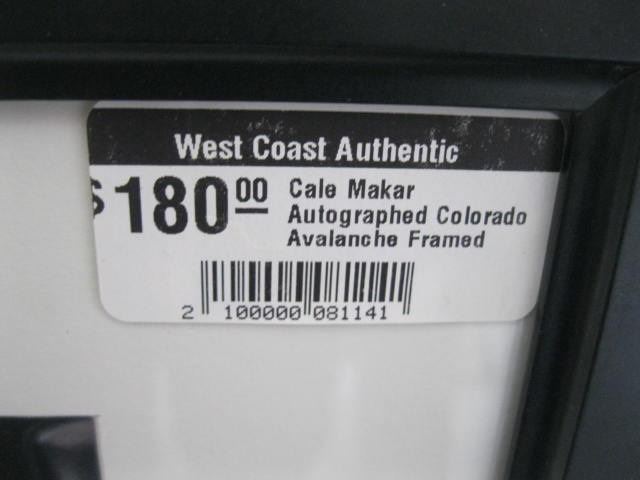 West Coast Authentic
$180.00 Cale Makar
Autographed Colorado
Avalanche Framed
2 100000 081141